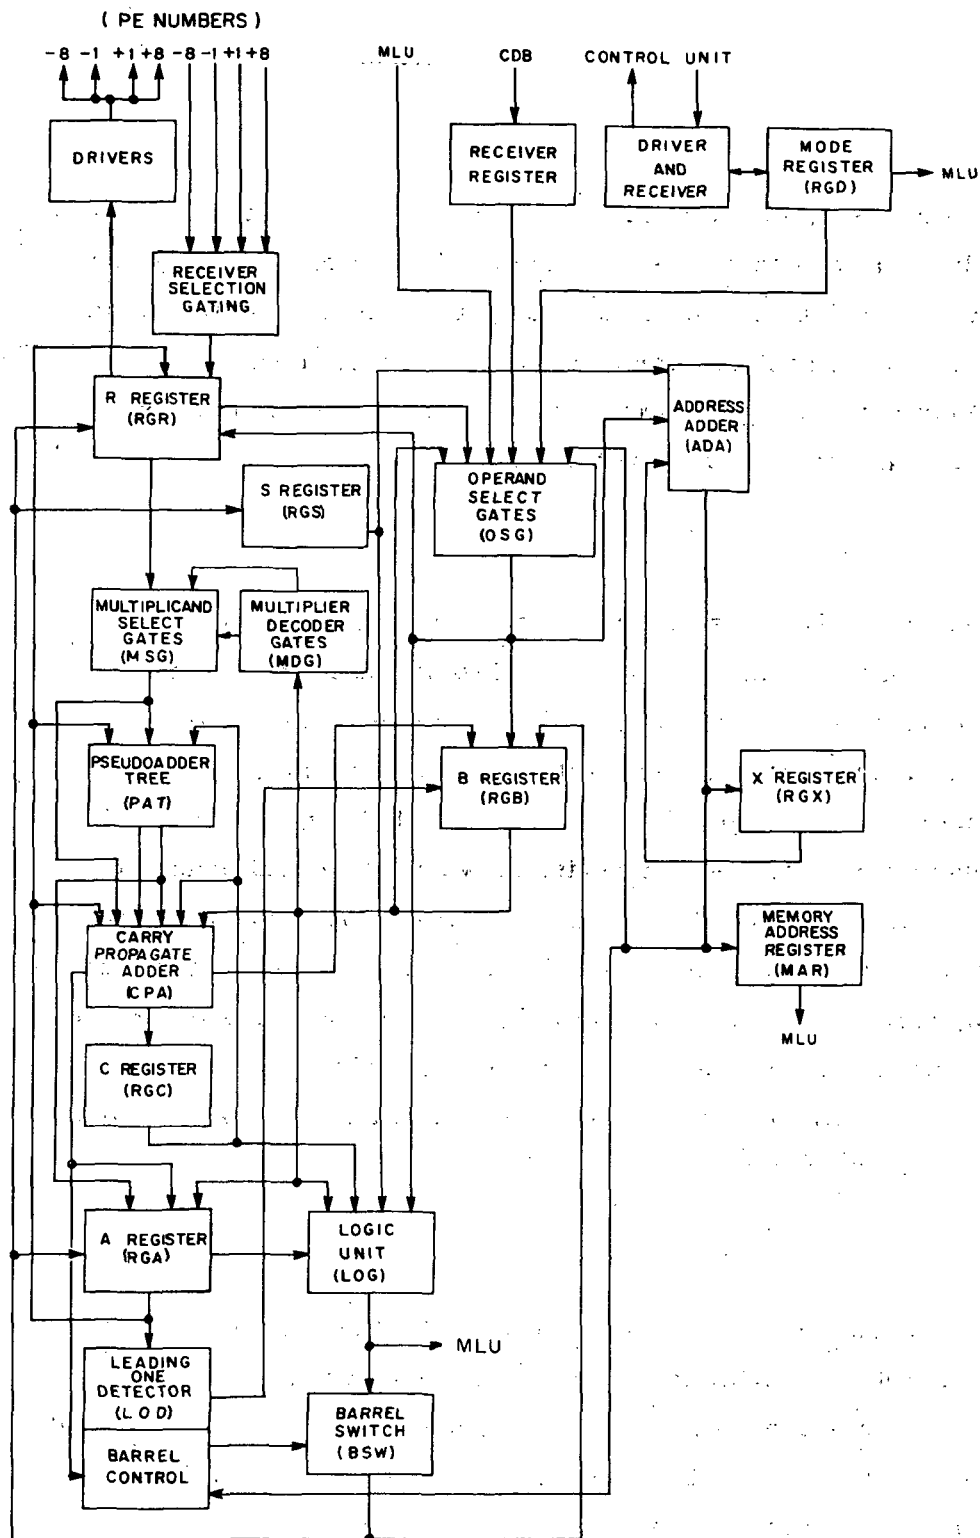 ( PE NUMBERS )
-8 -1 +1 +8 -8 -1 +1 +8 MLU CDB CONTROL UNIT
DRIVERS
RECEIVER
REGISTER
DRIVER
AND
RECEIVER
MODE
REGISTER
(RGD)
MLU
RECEIVER
SELECTION
GATING
R REGISTER
(RGR)
ADDRESS
ADDER
(ADA)
S REGISTER
(RGS)
OPERAND
SELECT
GATES
(OSG)
MULTIPLICAND
SELECT
GATES
(MSG)
MULTIPLIER
DECODER
GATES
(MDG)
PSEUDOADDER
TREE
(PAT)
B REGISTER
(RGB)
X REGISTER
(RGX)
CARRY
PROPAGATE
ADDER
(CPA)
MEMORY
ADDRESS
REGISTER
(MAR)
MLU
C REGISTER
(RGC)
A REGISTER
(RGA)
LOGIC
UNIT
(LOG)
MLU
LEADING
ONE
DETECTOR
(LOD)
BARREL
SWITCH
(BSW)
BARREL
CONTROL